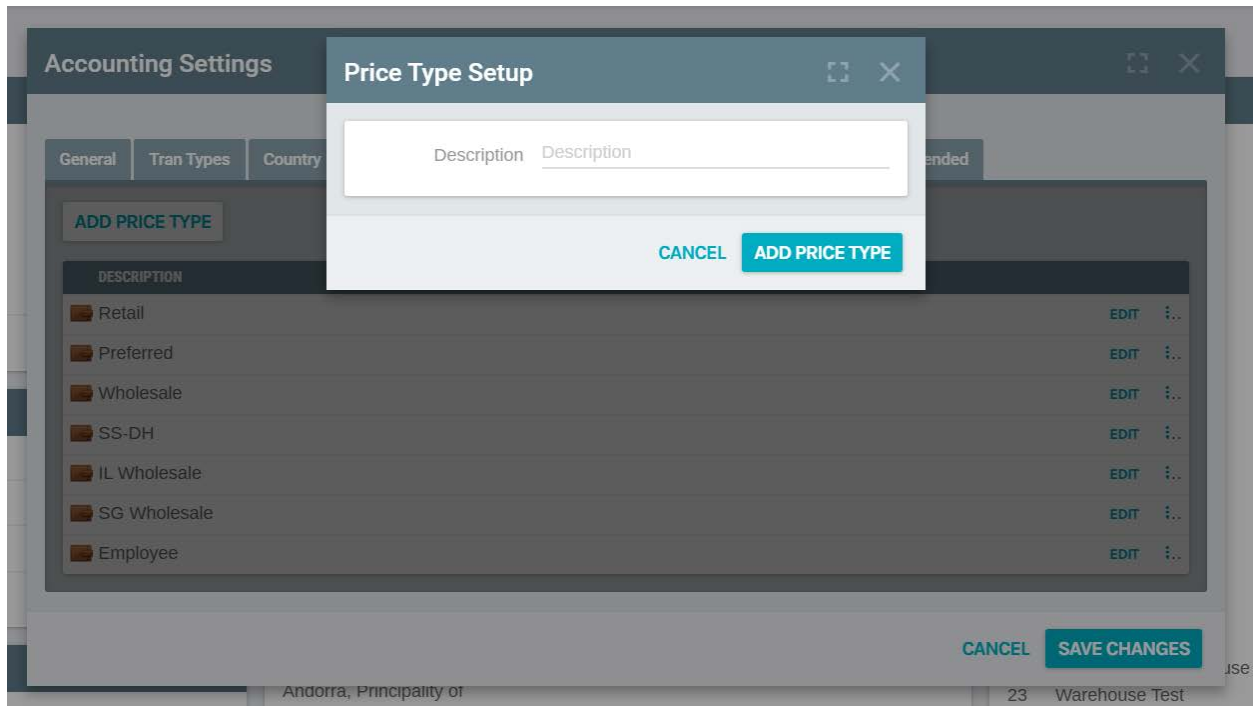 Accounting Settings
Price Type Setup
General Tran Types Country
ended
Description Description
ADD PRICE TYPE
CANCEL ADD PRICE TYPE
DESCRIPTION
Retail EDIT
Preferred EDIT
Wholesale EDIT
SS-DH EDIT
IL Wholesale EDIT
SG Wholesale EDIT
Employee EDIT
CANCEL SAVE CHANGES
Andorra, Principality of
23 Warehouse Test